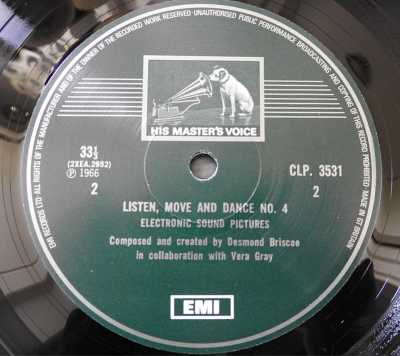 EMI RECORDS LTD ALL RIGHTS OF THE MANUFACTURER AND OF THE OWNER OF THE RECORDED WORK RESERVED · UNAUTHORISED PUBLIC PERFORMANCE BROADCASTING AND COPYING OF THIS RECORD PROHIBITED MADE IN GT BRITAIN
HIS MASTER'S VOICE
33⅓
(2XEA.2982)
Ⓟ 1966
2
CLP. 3531
2
LISTEN, MOVE AND DANCE NO. 4
ELECTRONIC SOUND PICTURES
Composed and created by Desmond Briscoe
in collaboration with Vera Gray
EMI